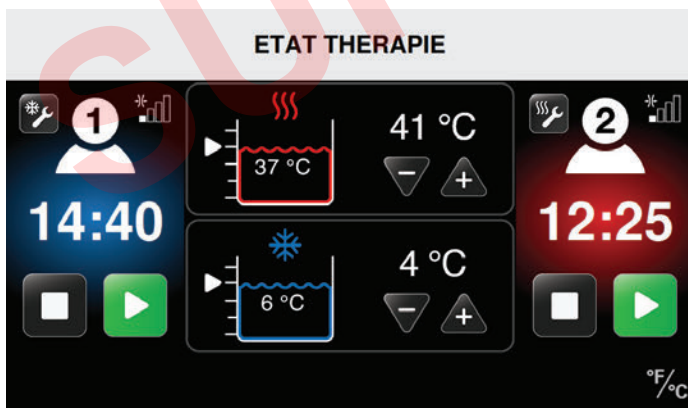 ETAT THERAPIE
1
14:40
37 °C
41 °C
6 °C
4 °C
2
12:25
°F/°C